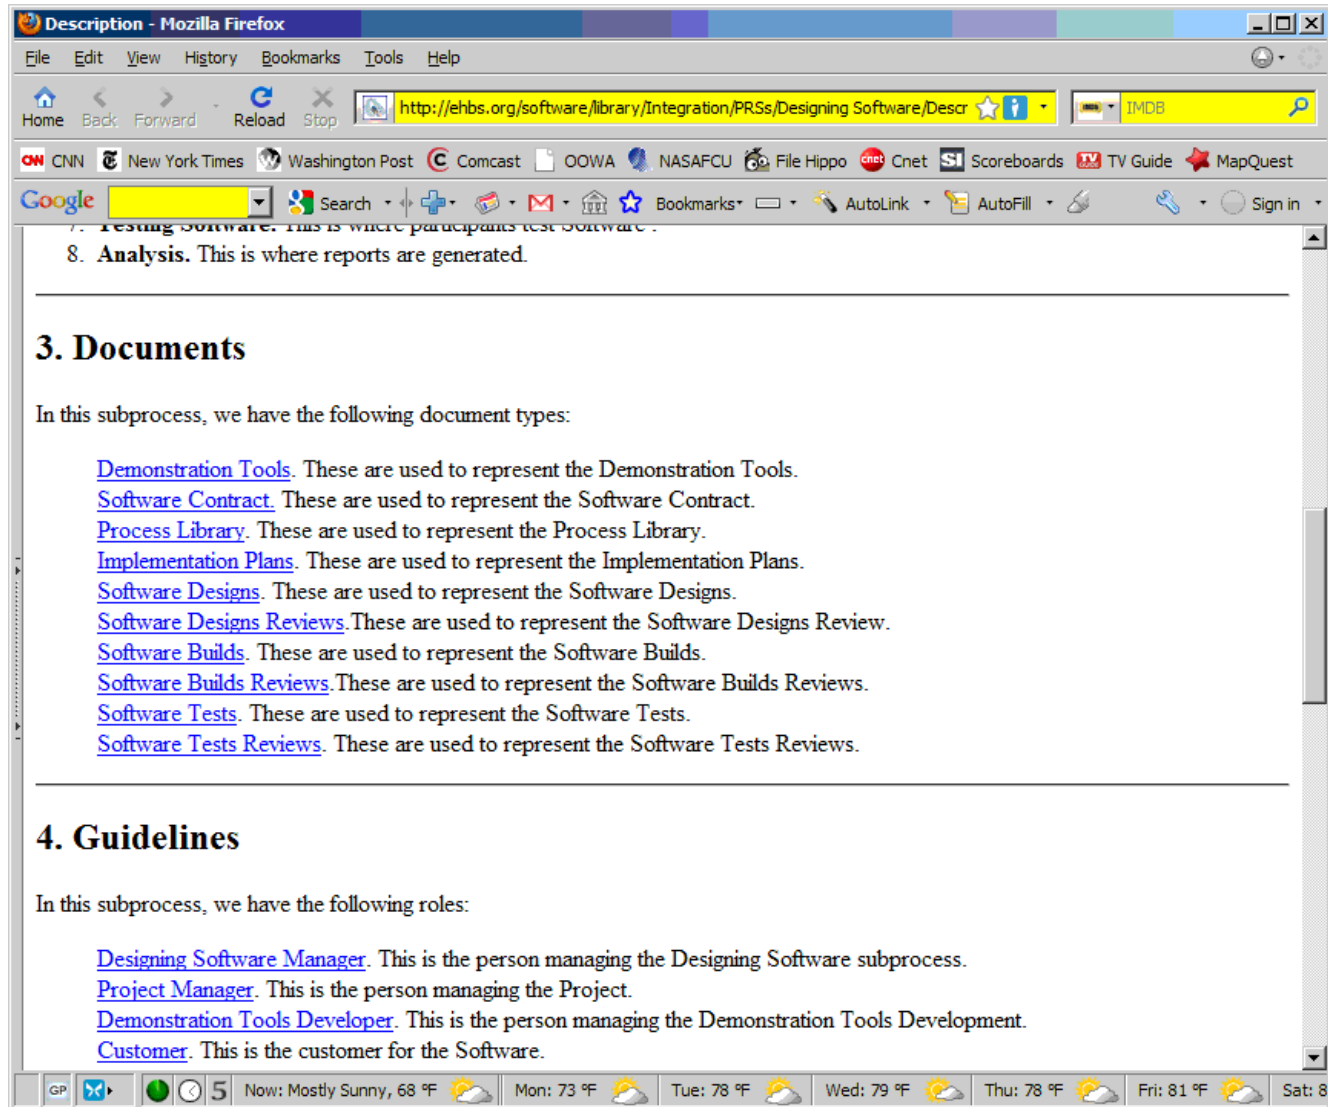 Description - Mozilla Firefox
File Edit View History Bookmarks Tools Help
Home Back Forward Reload Stop http://ehbs.org/software/library/Integration/PRSs/Designing Software/Descr IMDB
CNN New York Times Washington Post Comcast OOWA NASAFCU File Hippo Cnet Scoreboards TV Guide MapQuest
Google Search Bookmarks AutoLink AutoFill Sign in
7. Testing Software. This is where participants test Software .
8. Analysis. This is where reports are generated.
3. Documents
In this subprocess, we have the following document types:
Demonstration Tools. These are used to represent the Demonstration Tools.
Software Contract. These are used to represent the Software Contract.
Process Library. These are used to represent the Process Library.
Implementation Plans. These are used to represent the Implementation Plans.
Software Designs. These are used to represent the Software Designs.
Software Designs Reviews.These are used to represent the Software Designs Review.
Software Builds. These are used to represent the Software Builds.
Software Builds Reviews.These are used to represent the Software Builds Reviews.
Software Tests. These are used to represent the Software Tests.
Software Tests Reviews. These are used to represent the Software Tests Reviews.
4. Guidelines
In this subprocess, we have the following roles:
Designing Software Manager. This is the person managing the Designing Software subprocess.
Project Manager. This is the person managing the Project.
Demonstration Tools Developer. This is the person managing the Demonstration Tools Development.
Customer. This is the customer for the Software.
GP 5 Now: Mostly Sunny, 68 °F Mon: 73 °F Tue: 78 °F Wed: 79 °F Thu: 78 °F Fri: 81 °F Sat: 8